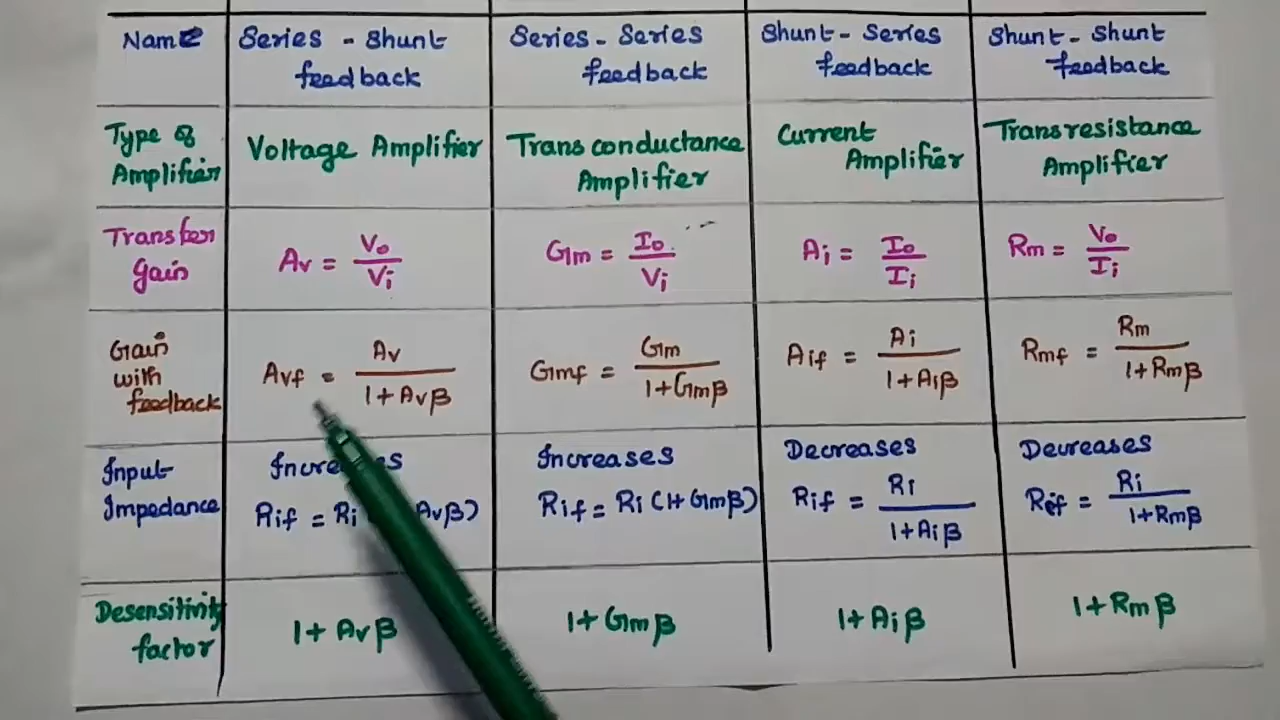 Name
Series - Shunt
feedback
Series - Series
feedback
Shunt - Series
feedback
Shunt - Shunt
feedback
Type of
Amplifier
Voltage Amplifier
Trans conductance
Amplifier
Current
Amplifier
Transresistance
Amplifier
Transfer
gain
Av = Vo/Vi
Gm = Io/Vi
Ai = Io/Ii
Rm = Vo/Ii
Gain
with
feedback
Avf = Av/1+Avβ
Gmf = Gm/1+Gmβ
Aif = Ai/1+Aiβ
Rmf = Rm/1+Rmβ
Input
Impedance
Rif = Ri Avβ)
Increases
Rif = Ri (1+Gmβ)
Decreases
Rif = Ri/1+Aiβ
Decreases
Rif = Ri/1+Rmβ
Desensitivity
factor
1+Avβ
1+Gmβ
1+Aiβ
1+Rmβ